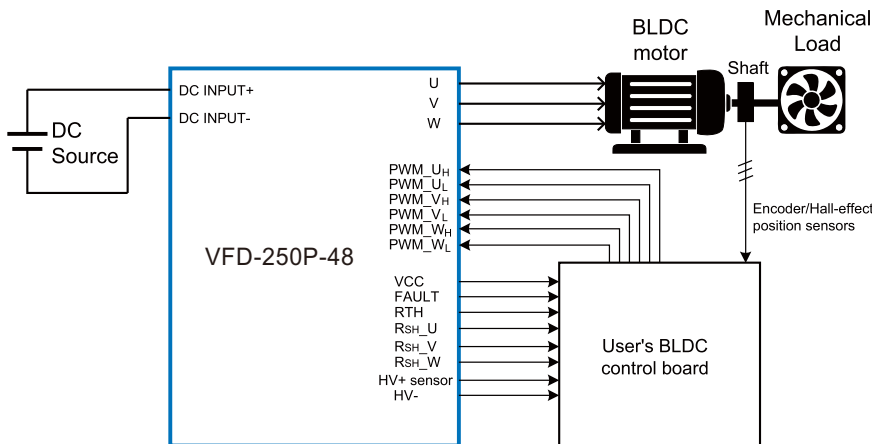 BLDC
motor
Mechanical
Load
Shaft
DC INPUT+
DC INPUT-
U
V
W
DC
Source
PWM_UH
PWM_UL
PWM_VH
PWM_VL
PWM_WH
PWM_WL
Encoder/Hall-effect
position sensors
VFD-250P-48
VCC
FAULT
RTH
RSH_U
RSH_V
RSH_W
HV+ sensor
HV-
User's BLDC
control board